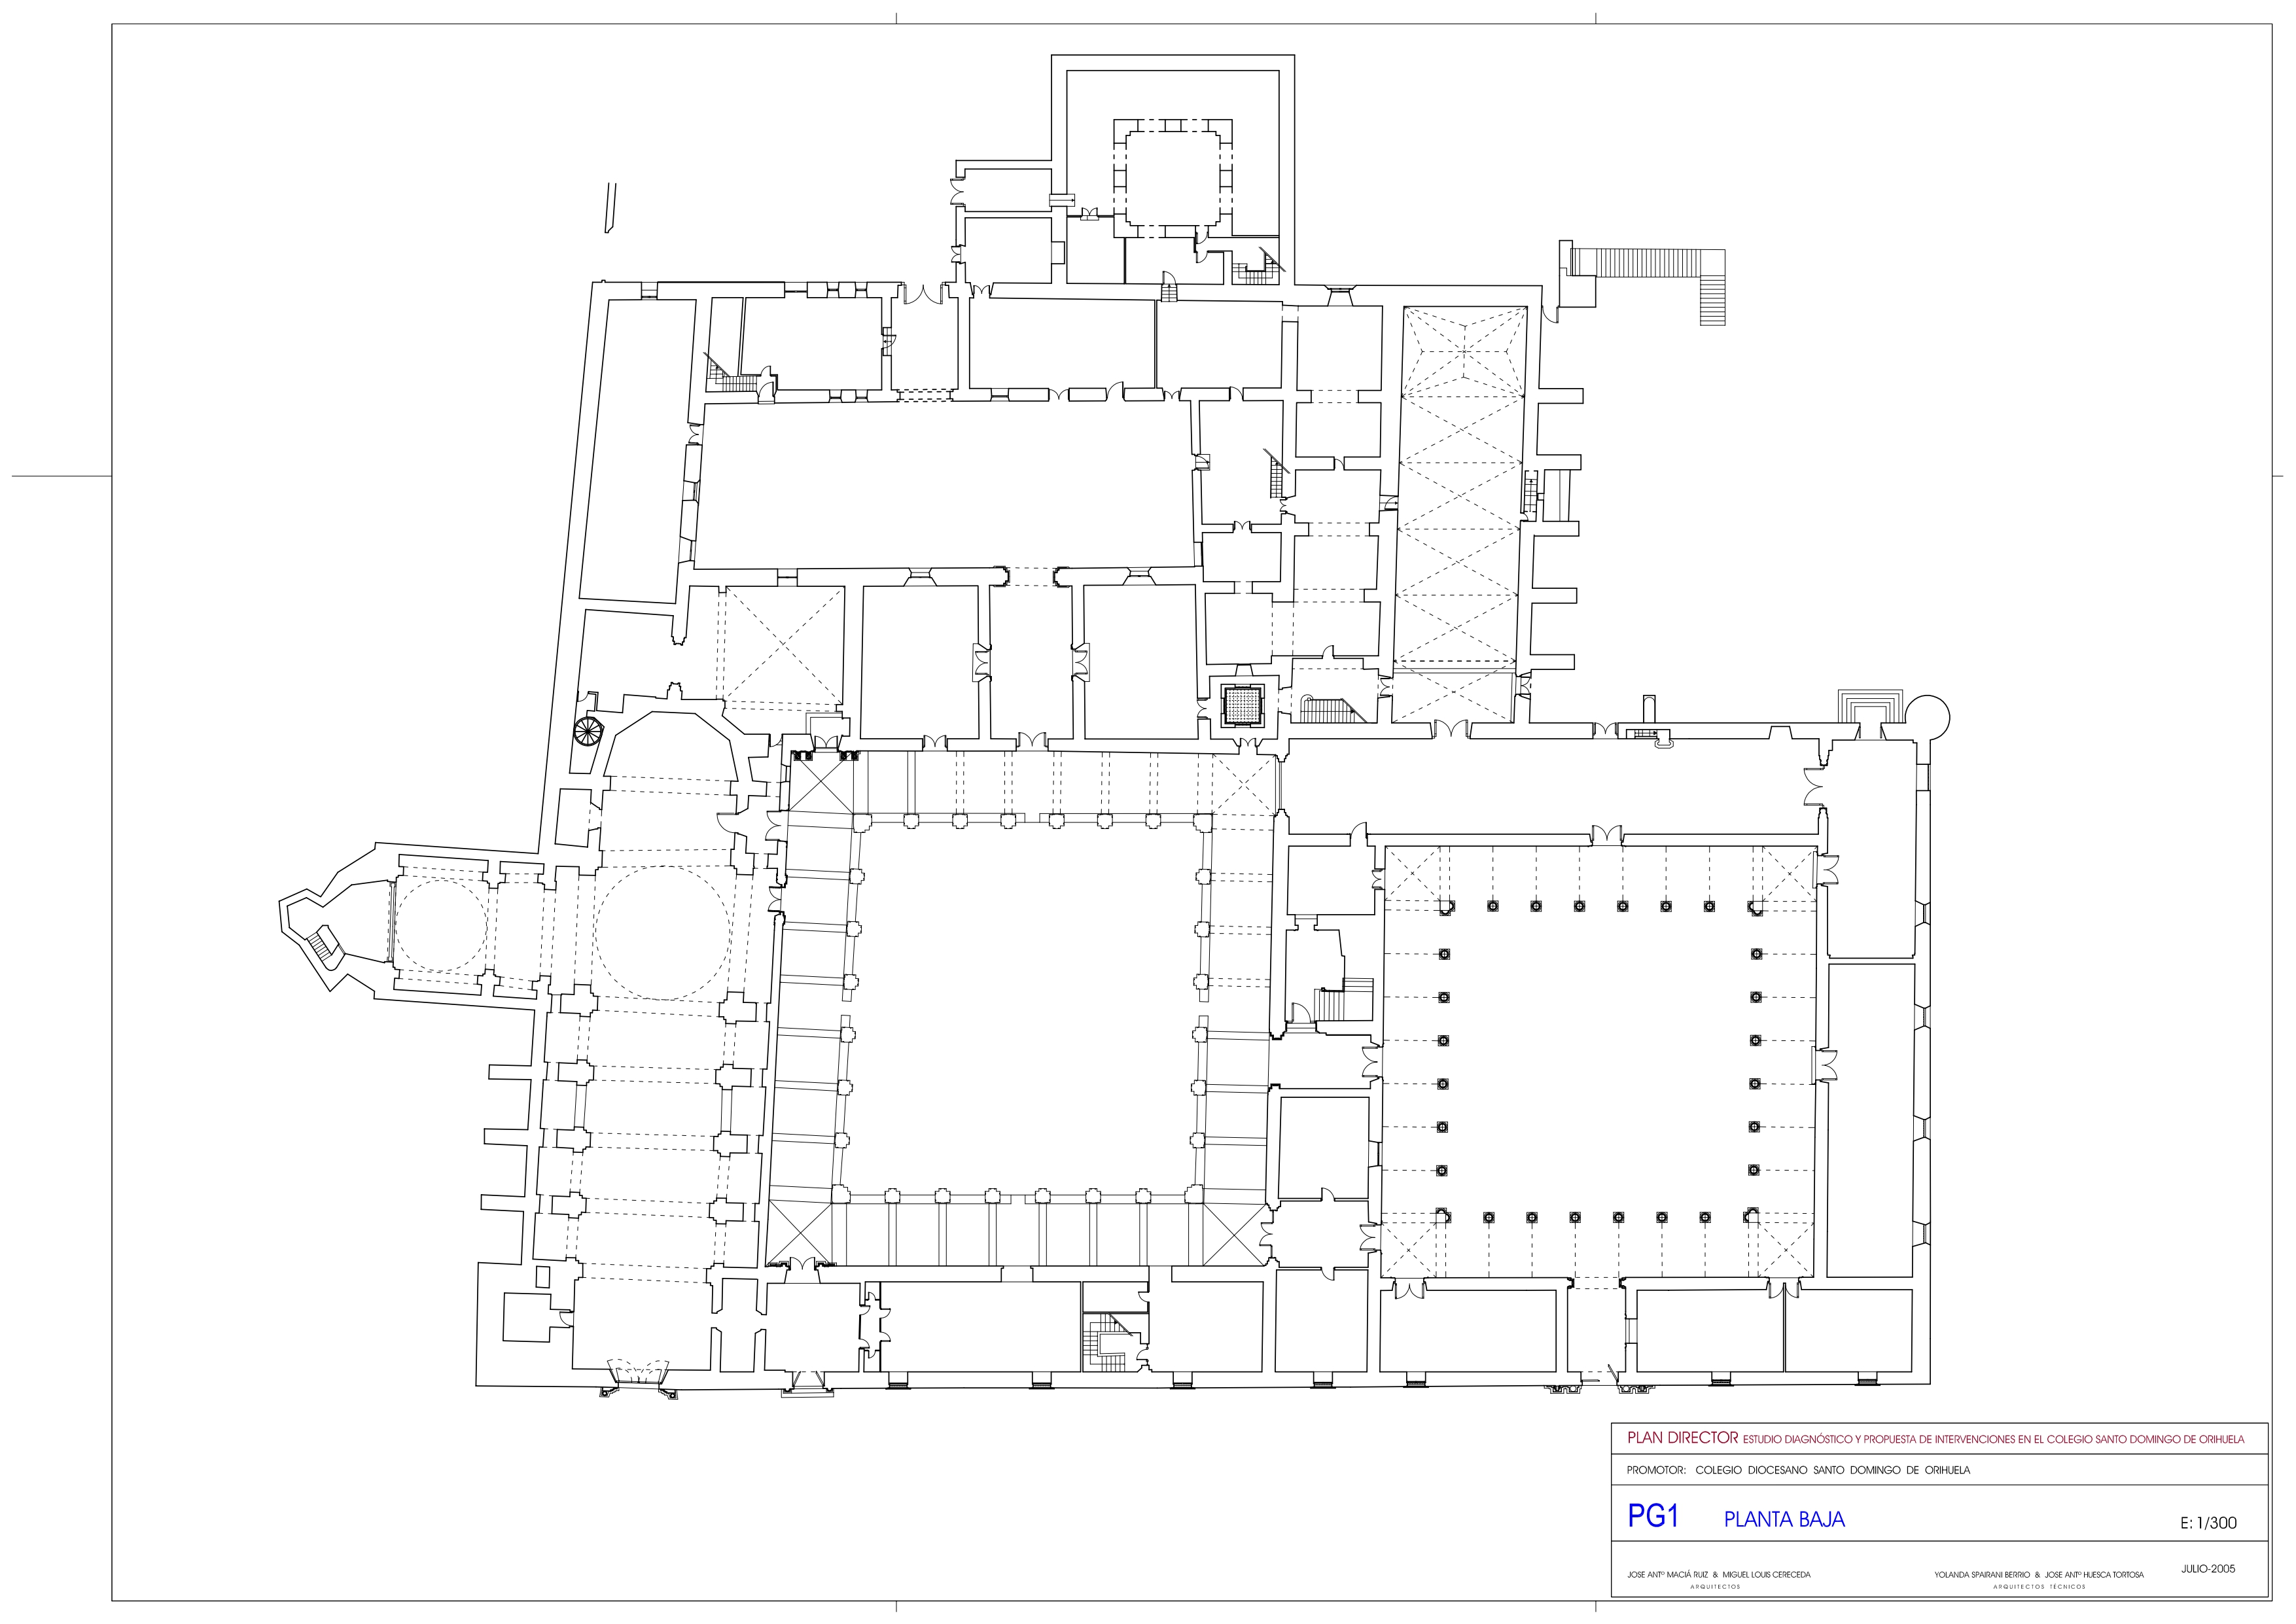 PLAN DIRECTOR ESTUDIO DIAGNÓSTICO Y PROPUESTA DE INTERVENCIONES EN EL COLEGIO SANTO DOMINGO DE ORIHUELA
PROMOTOR: COLEGIO DIOCESANO SANTO DOMINGO DE ORIHUELA
PG1 PLANTA BAJA E: 1/300
JOSE ANTº MACIÁ RUIZ & MIGUEL LOUIS CERECEDA
ARQUITECTOS
YOLANDA SPAIRANI BERRIO & JOSE ANTº HUESCA TORTOSA
ARQUITECTOS TÉCNICOS
JULIO-2005